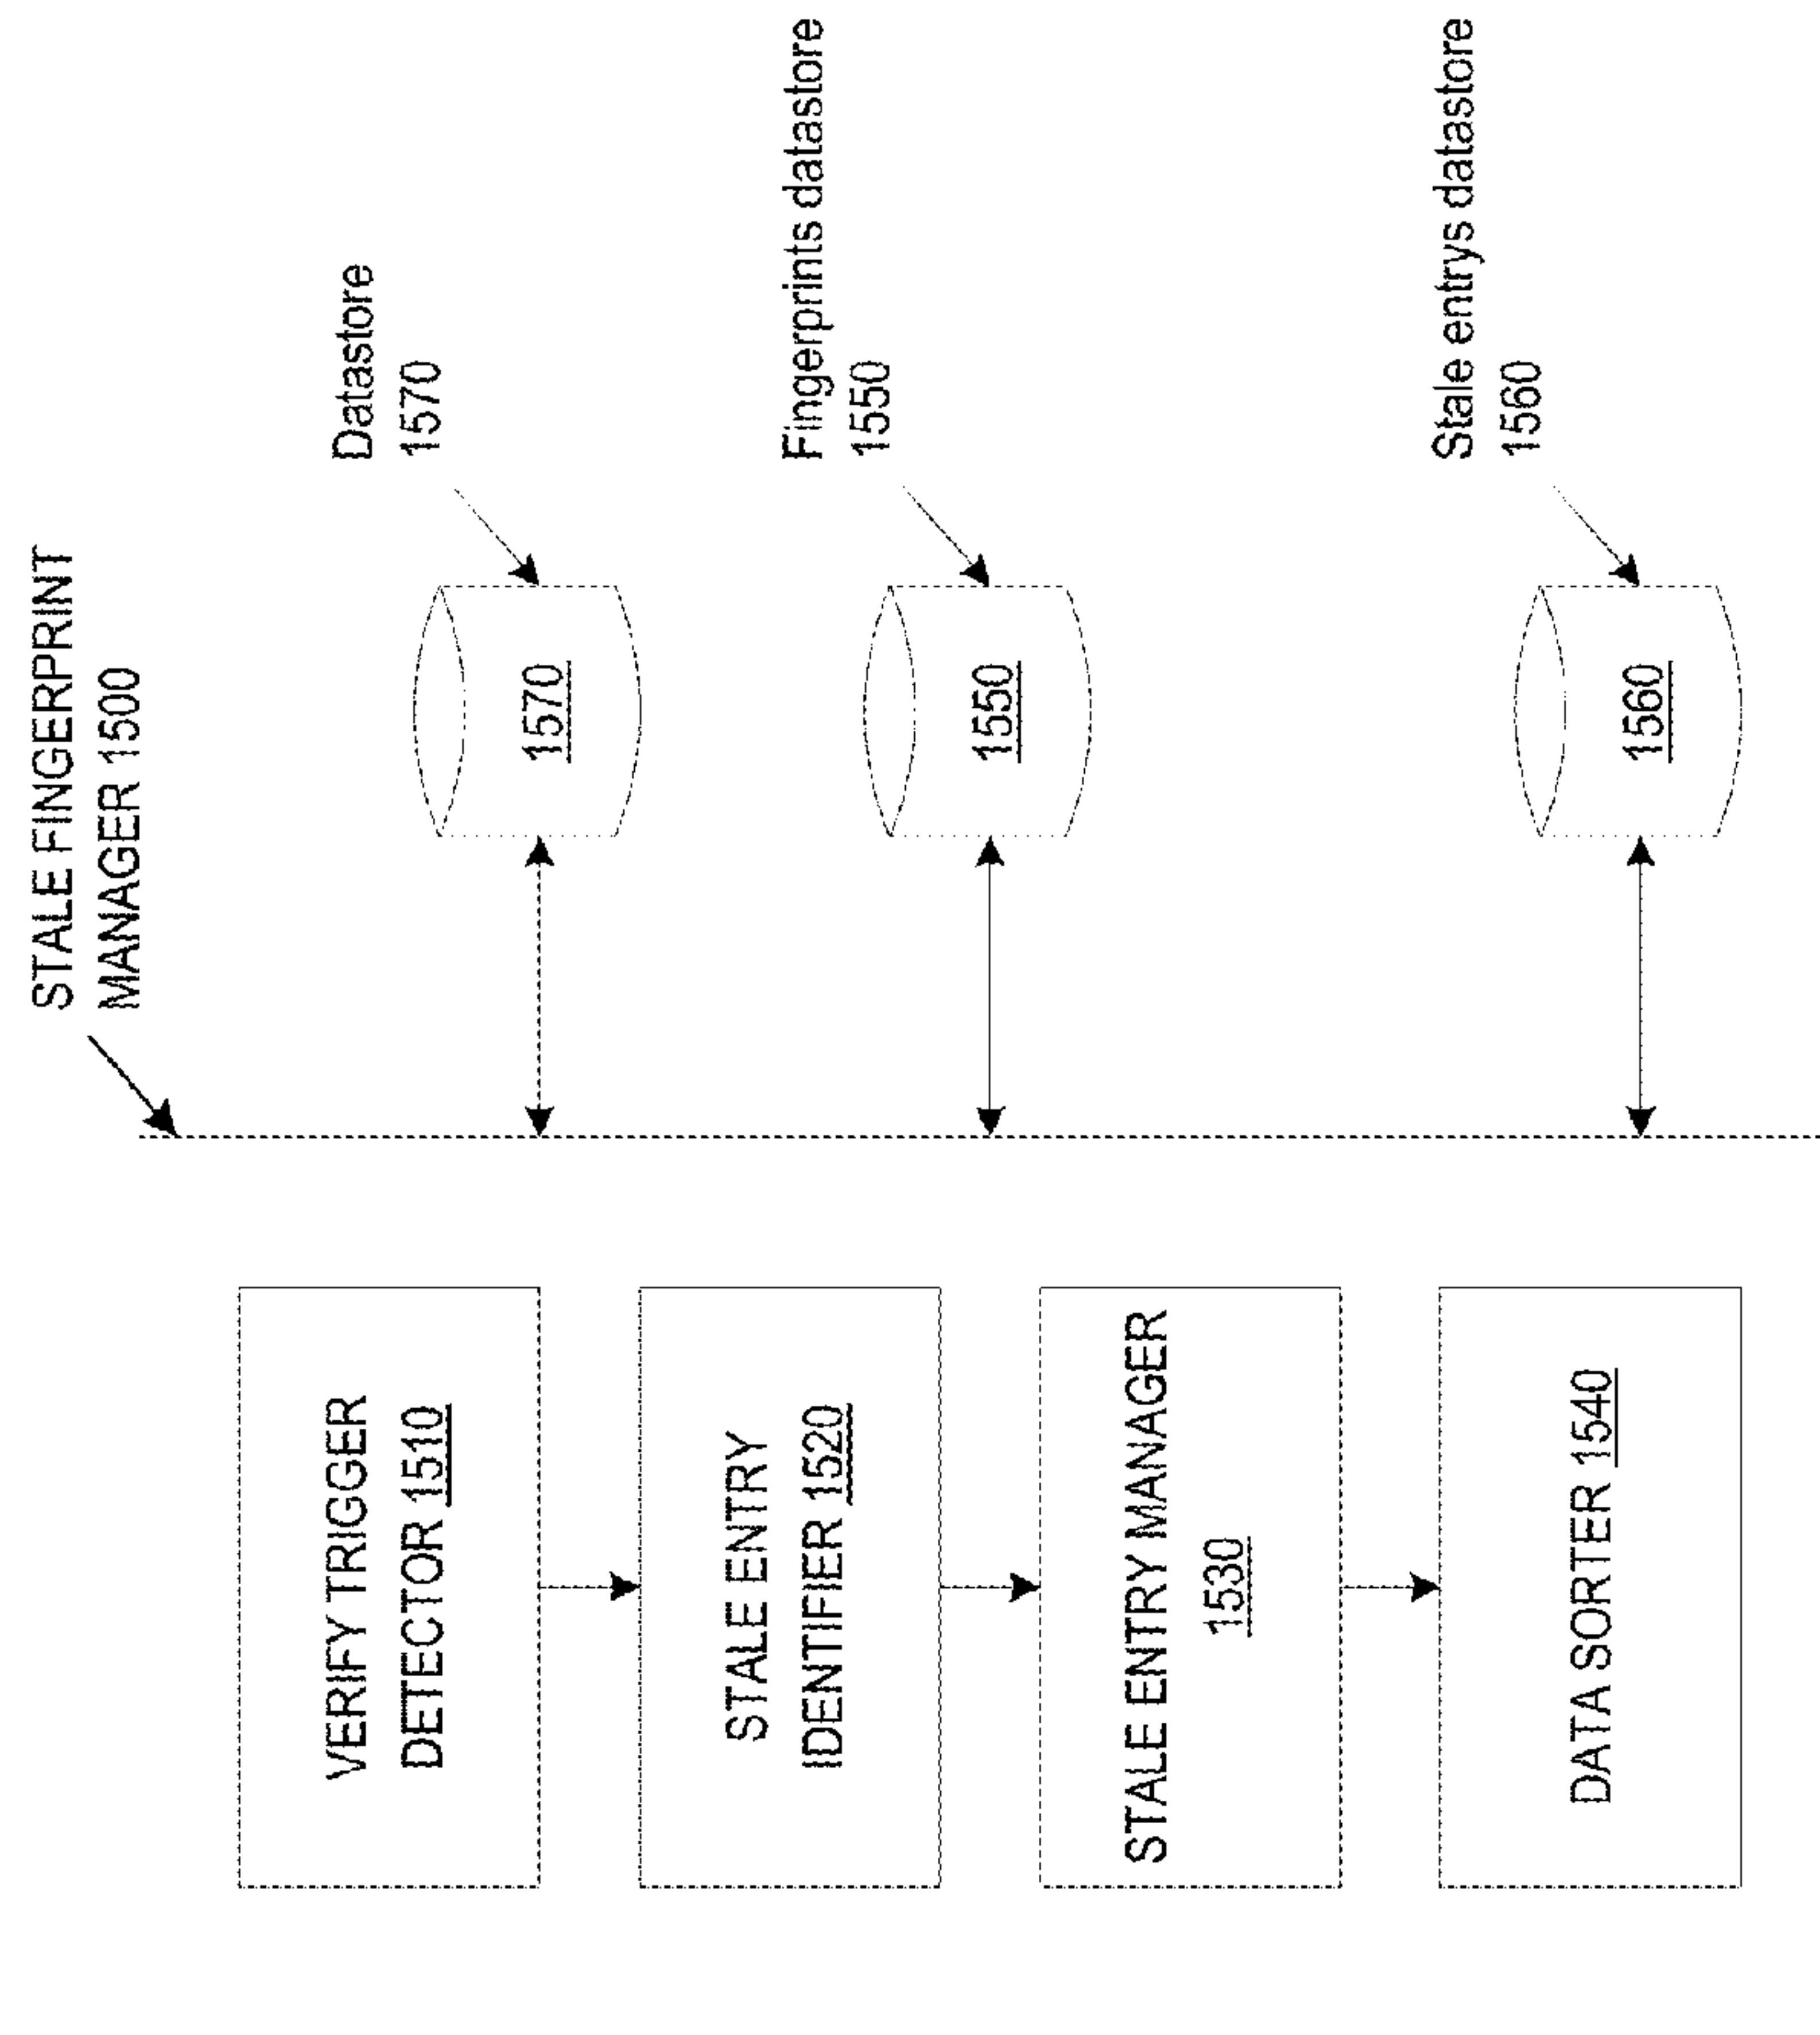 STALE FINGERPRINT
MANAGER 1500
VERIFY TRIGGER
DETECTOR 1510
STALE ENTRY
IDENTIFIER 1520
STALE ENTRY MANAGER
1530
DATA SORTER 1540
Datastore
1570
1570
Fingerprints datastore
1550
1550
Stale entrys datastore
1560
1560